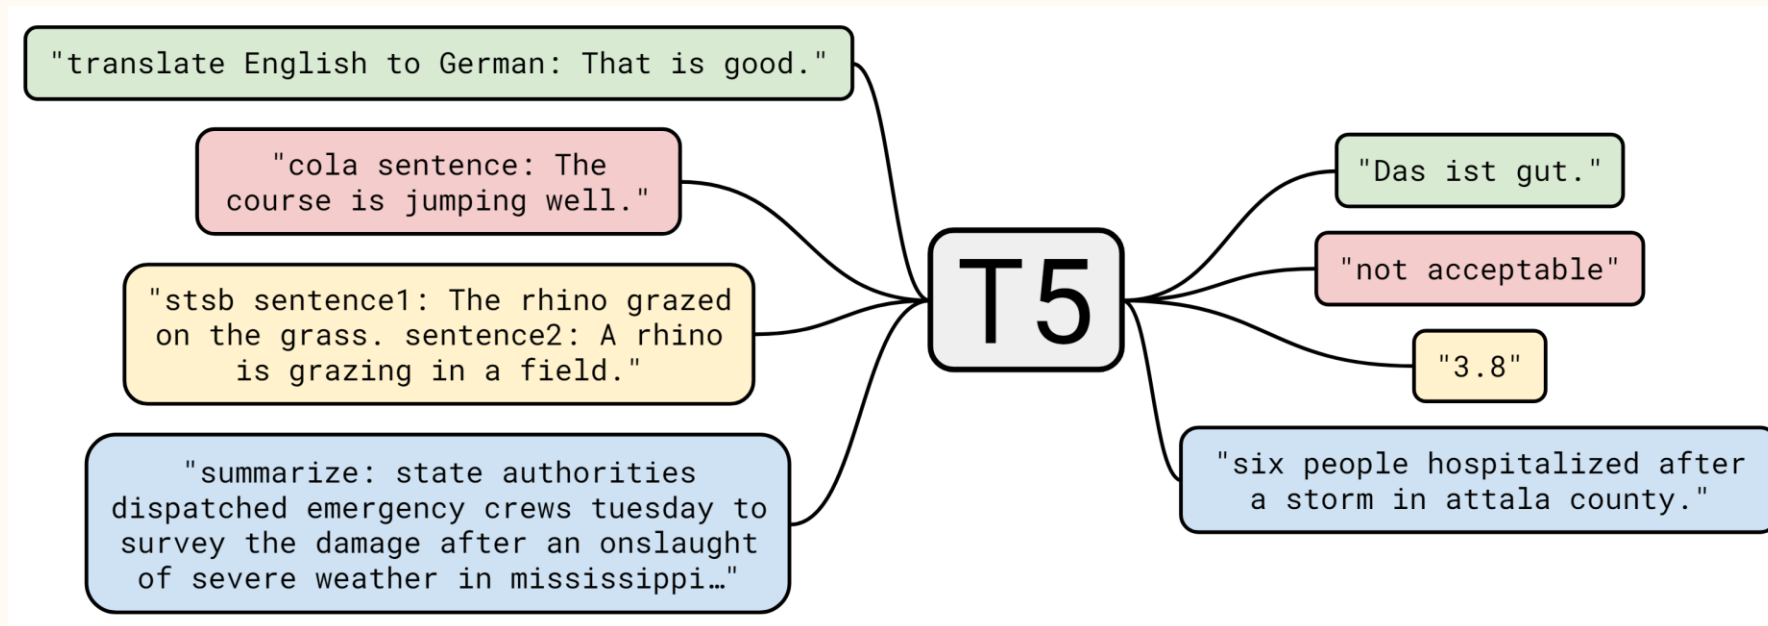 "translate English to German: That is good."
"cola sentence: The
course is jumping well."
"stsb sentence1: The rhino grazed
on the grass. sentence2: A rhino
is grazing in a field."
"summarize: state authorities
dispatched emergency crews tuesday to
survey the damage after an onslaught
of severe weather in mississippi…"
T5
"Das ist gut."
"not acceptable"
"3.8"
"six people hospitalized after
a storm in attala county."